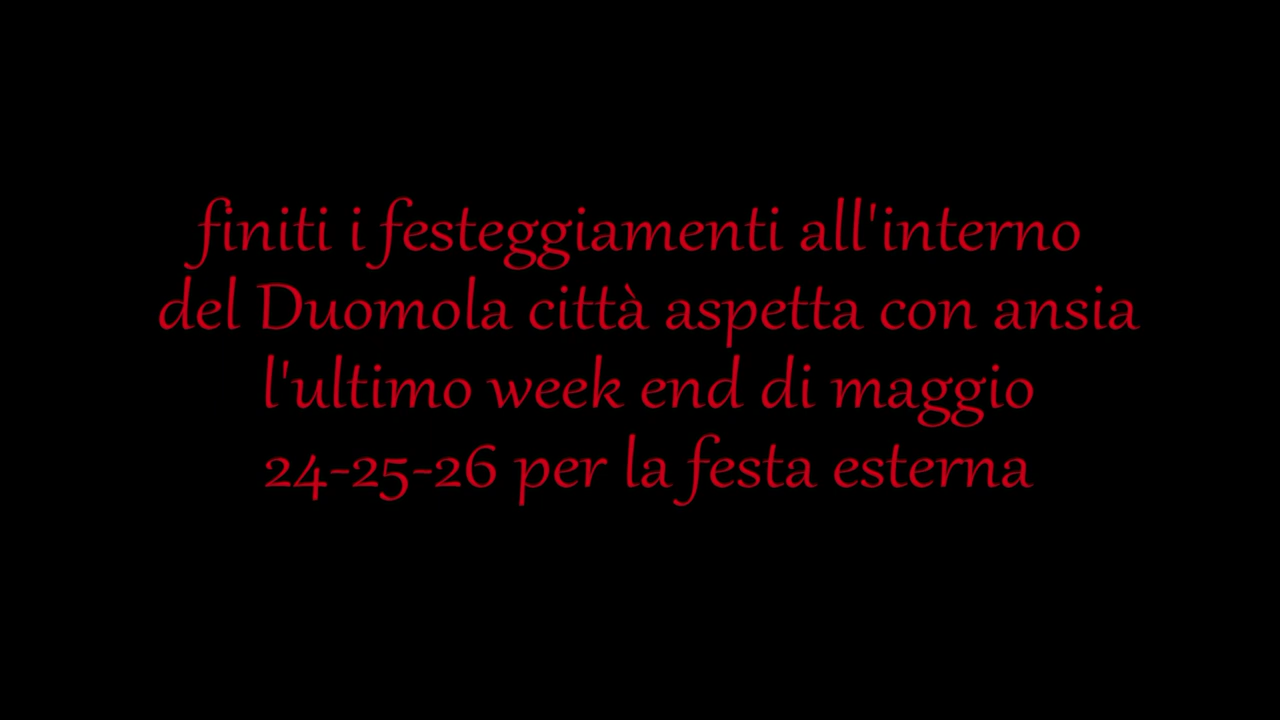 finiti i festeggiamenti all'interno
del Duomola città aspetta con ansia
l'ultimo week end di maggio
24-25-26 per la festa esterna